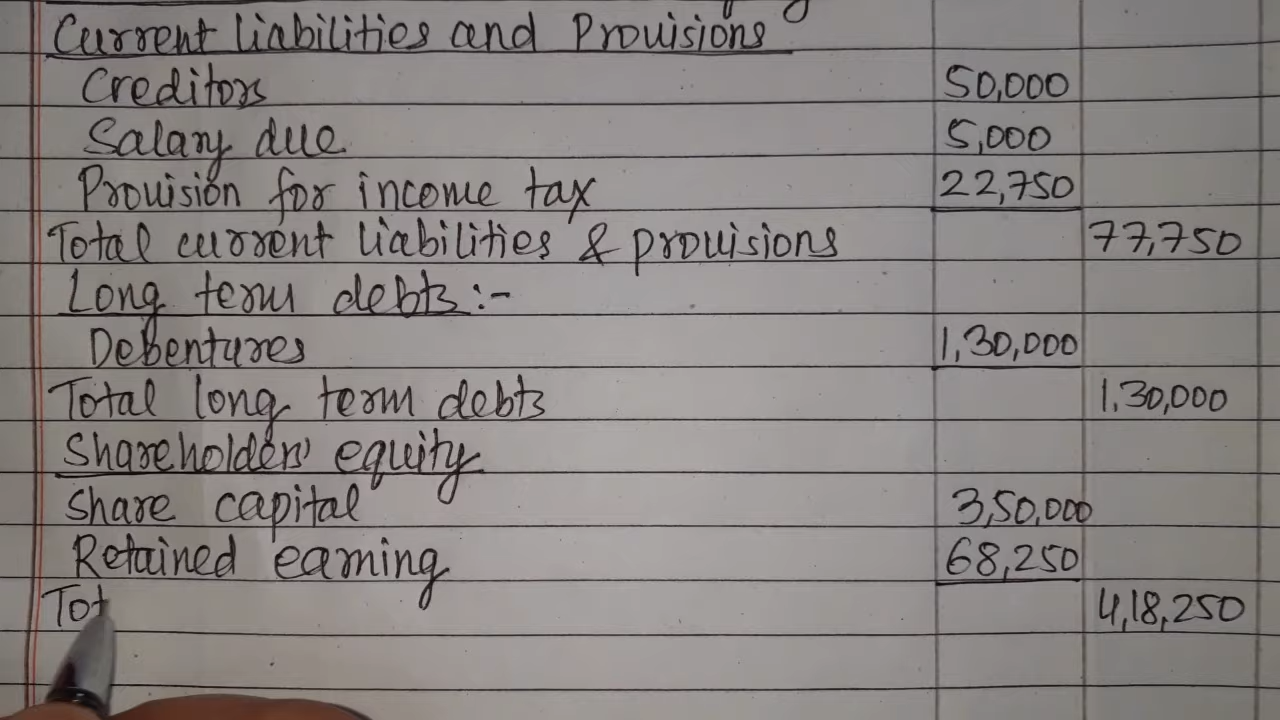 Current liabilities and Provisions
Creditors 50,000
Salary due 5,000
Provision for income tax 22,750
Total current liabilities & provisions 77,750
Long term debts:-
Debentures 1,30,000
Total long term debts 1,30,000
Shareholders' equity
Share capital 3,50,000
Retained earning 68,250
Tot 4,18,250